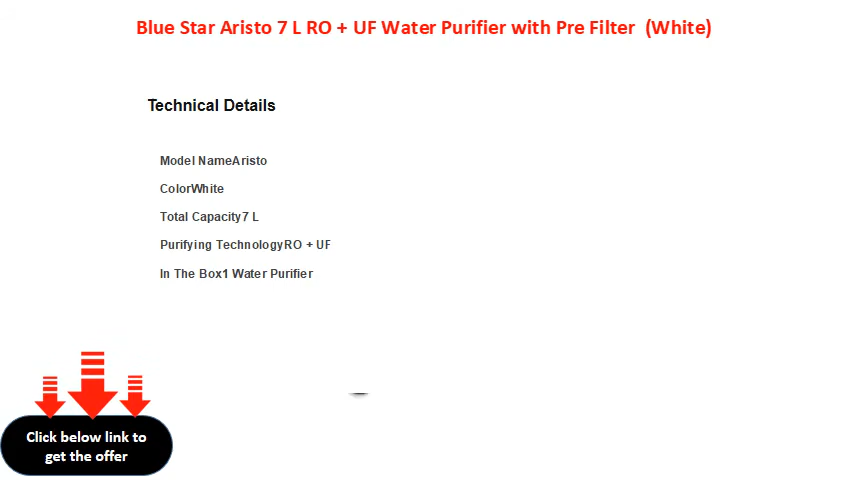 Blue Star Aristo 7 L RO + UF Water Purifier with Pre Filter (White)
Technical Details
Model NameAristo
ColorWhite
Total Capacity7 L
Purifying TechnologyRO + UF
In The Box1 Water Purifier
Click below link to
get the offer